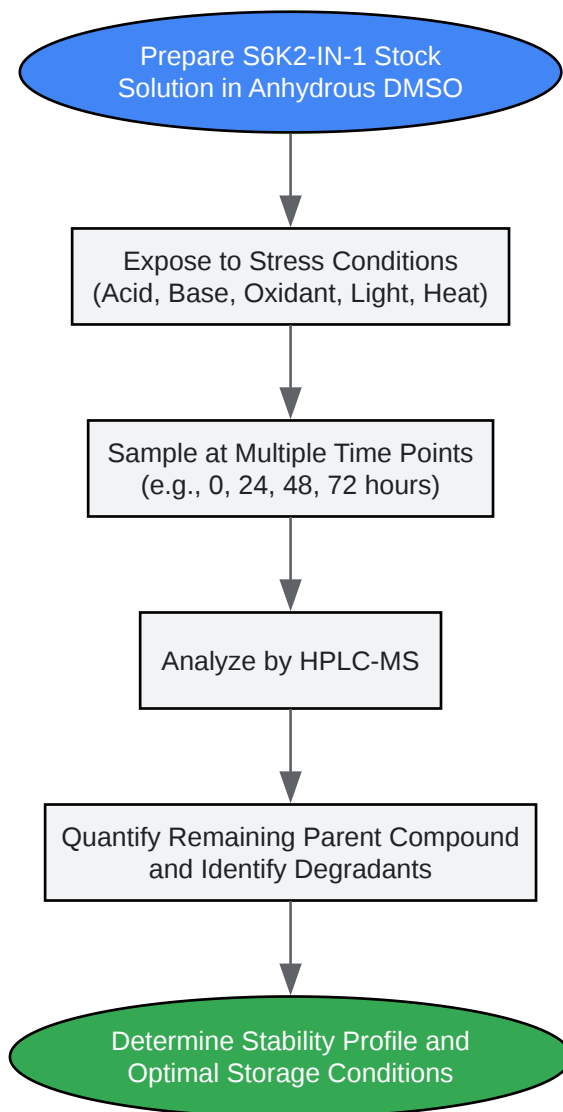 Prepare S6K2-IN-1 Stock
Solution in Anhydrous DMSO
Expose to Stress Conditions
(Acid, Base, Oxidant, Light, Heat)
Sample at Multiple Time Points
(e.g., 0, 24, 48, 72 hours)
Analyze by HPLC-MS
Quantify Remaining Parent Compound
and Identify Degradants
Determine Stability Profile and
Optimal Storage Conditions